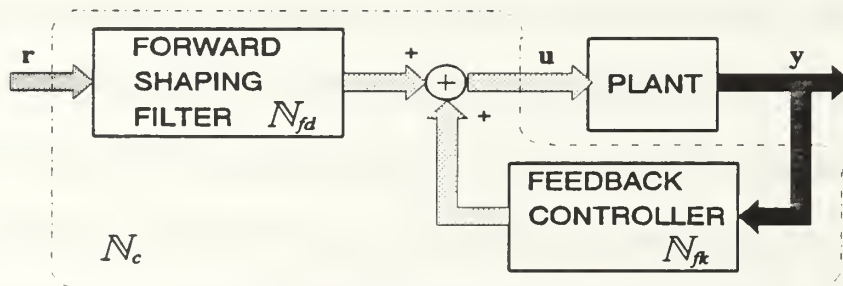 r
FORWARD
SHAPING
FILTER ℕfd
+
+
+
u
PLANT
y
FEEDBACK
CONTROLLER
ℕfk
ℕc